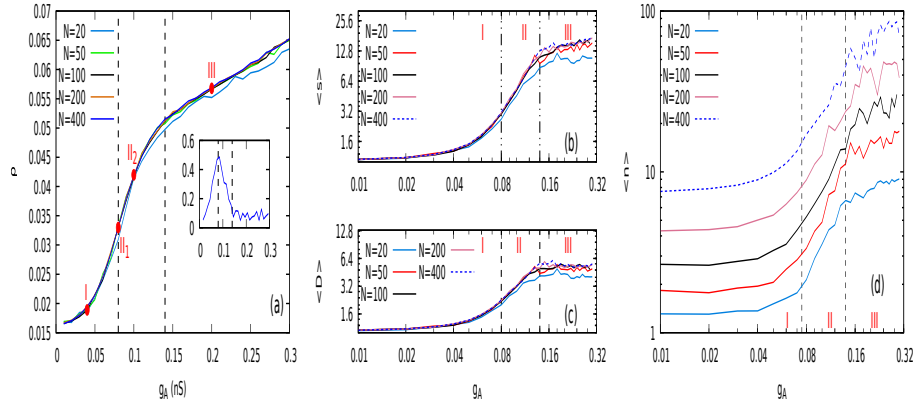 0.07
0.065
0.06
0.055
0.05
0.045
0.04
0.035
0.03
0.025
0.02
0.015
ρ
N=20
N=50
N=100
N=200
N=400
I
II1
II2
III
0.6
0.4
0.2
0
0 0.1 0.2 0.3
(a)
0 0.05 0.1 0.15 0.2 0.25 0.3
gA (nS)
25.6
12.8
6.4
3.2
1.6
<s>
N=20
N=50
N=100
N=200
N=400
I II III
(b)
0.01 0.02 0.04 0.08 0.16 0.32
12.8
6.4
3.2
1.6
<D>
N=20 N=200
N=50 N=400
N=100
I II III
(c)
0.01 0.02 0.04 0.08 0.16 0.32
gA
100
10
1
<n>
N=20
N=50
N=100
N=200
N=400
(d)
I II III
0.01 0.02 0.04 0.08 0.16 0.32
gA